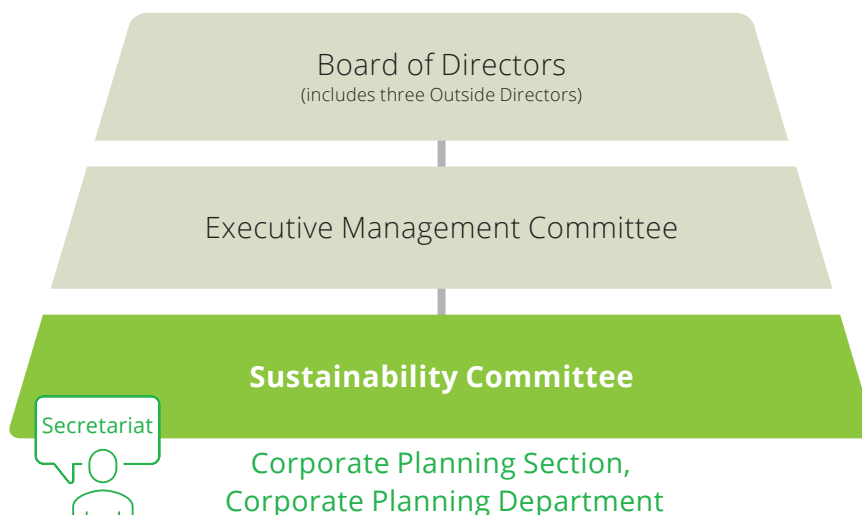 Board of Directors
(includes three Outside Directors)
Executive Management Committee
Sustainability Committee
Secretariat
Corporate Planning Section,
Corporate Planning Department